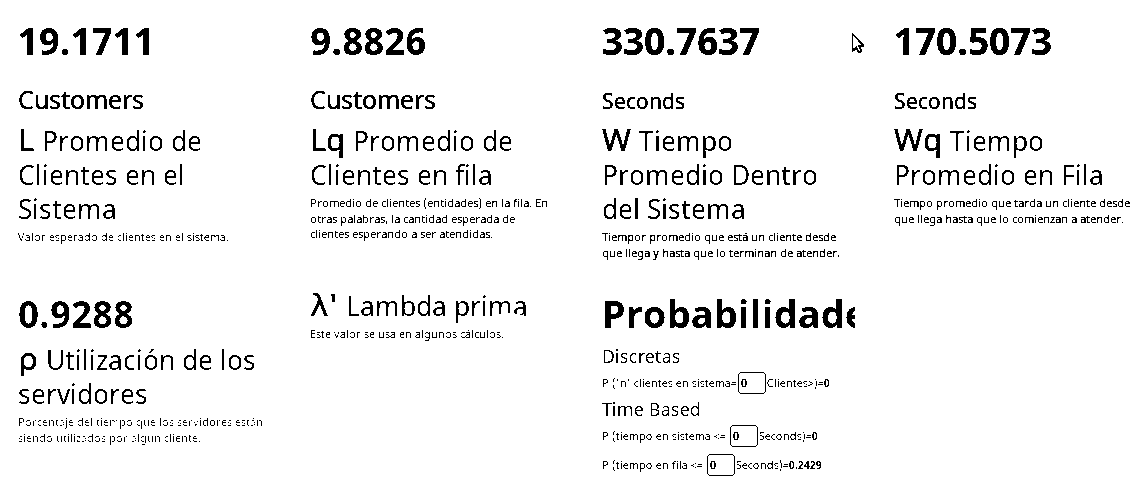 19.1711
Customers
L Promedio de
Clientes en el
Sistema
Valor esperado de clientes en el sistema.
9.8826
Customers
Lq Promedio de
Clientes en fila
Promedio de clientes (entidades) en la fila. En
otras palabras, la cantidad esperada de
clientes esperando a ser atendidas.
330.7637
Seconds
W Tiempo
Promedio Dentro
del Sistema
Tiempor promedio que está un cliente desde
que llega y hasta que lo terminan de atender.
170.5073
Seconds
Wq Tiempo
Promedio en Fila
Tiempo promedio que tarda un cliente desde
que llega hasta que lo comienzan a atender.
0.9288
ρ Utilización de los
servidores
Porcentaje del tiempo que los servidores están
siendo utilizados por algun cliente.
λ' Lambda prima
Este valor se usa en algunos cálculos.
Probabilidade
Discretas
P ('n' clientes en sistema= 0 Clientes>)=0
Time Based
P (tiempo en sistema <= 0 Seconds)=0
P (tiempo en fila <= 0 Seconds)=0.2429